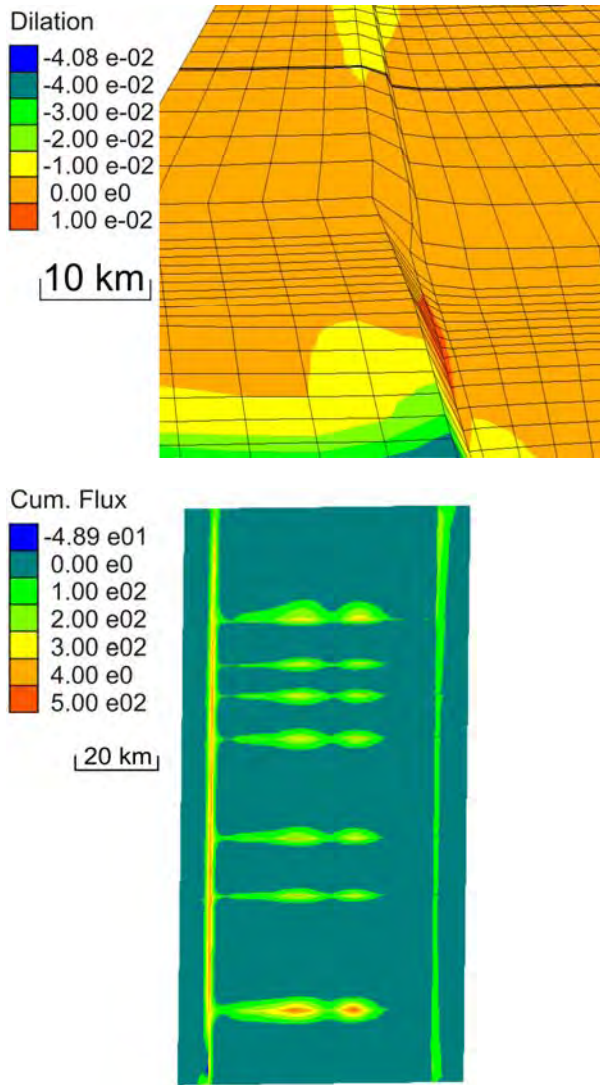 Dilation
-4.08 e-02
-4.00 e-02
-3.00 e-02
-2.00 e-02
-1.00 e-02
0.00 e0
1.00 e-02
10 km
Cum. Flux
-4.89 e01
0.00 e0
1.00 e02
2.00 e02
3.00 e02
4.00 e0
5.00 e02
20 km